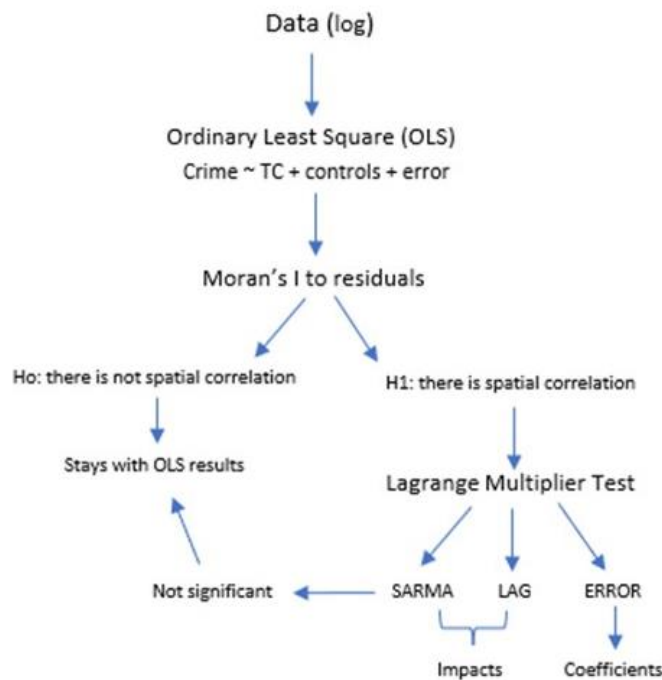 Data (log)
Ordinary Least Square (OLS)
Crime ~ TC + controls + error
Moran's I to residuals
Ho: there is not spatial correlation
H1: there is spatial correlation
Stays with OLS results
Lagrange Multiplier Test
Not significant
SARMA
LAG
ERROR
Impacts
Coefficients